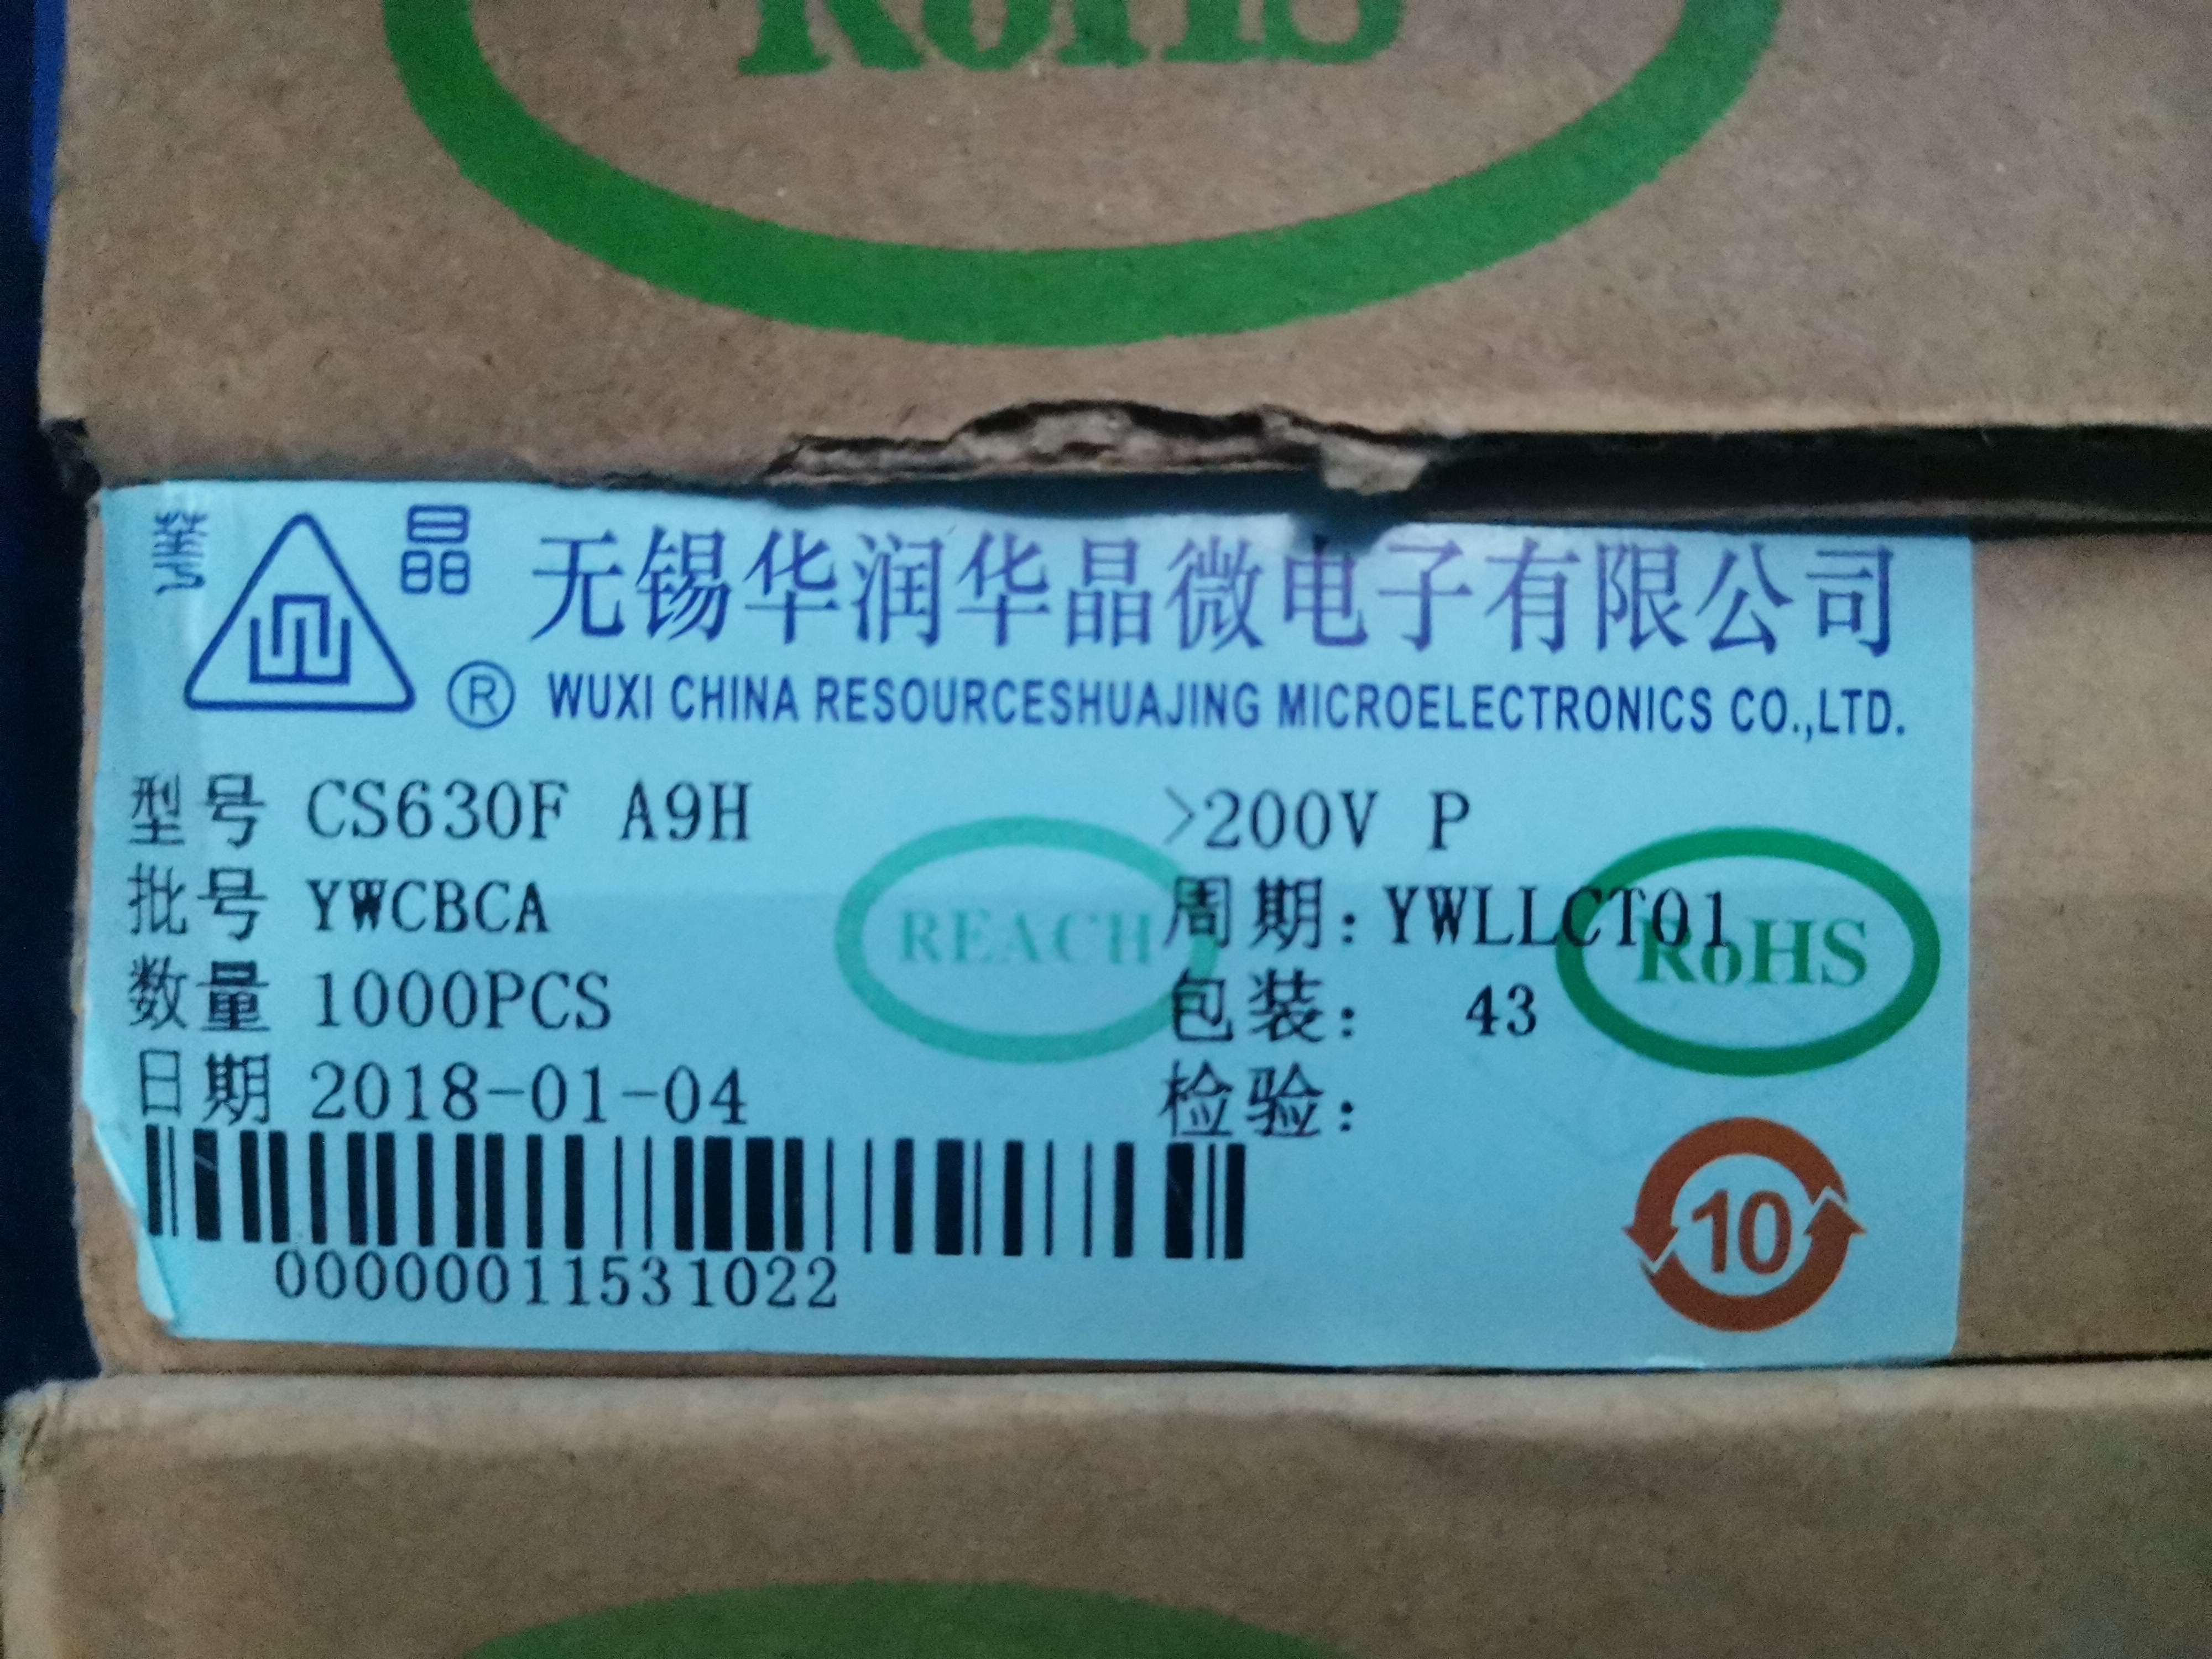 RoHS
華 晶
无锡华润华晶微电子有限公司
® WUXI CHINA RESOURCESHUAJING MICROELECTRONICS CO.,LTD.
型号 CS630F A9H >200V P
批号 YWCBCA 周期：YWLLCT01
REACH RoHS
数量 1000PCS 包装： 43
日期 2018-01-04 检验：
10
00000011531022